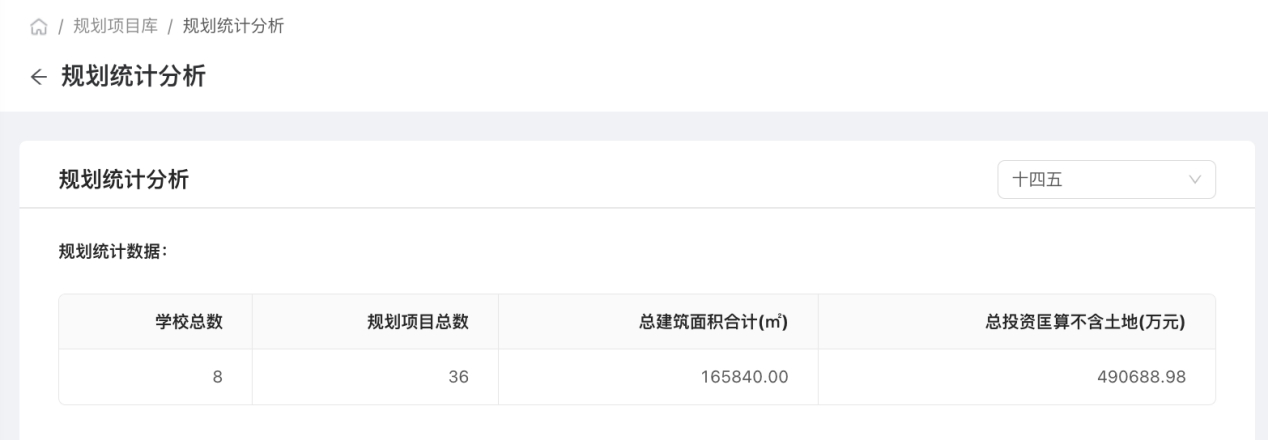 / 规划项目库 / 规划统计分析
← 规划统计分析
规划统计分析 十四五
规划统计数据：
学校总数 规划项目总数 总建筑面积合计(㎡) 总投资匡算不含土地(万元)
8 36 165840.00 490688.98